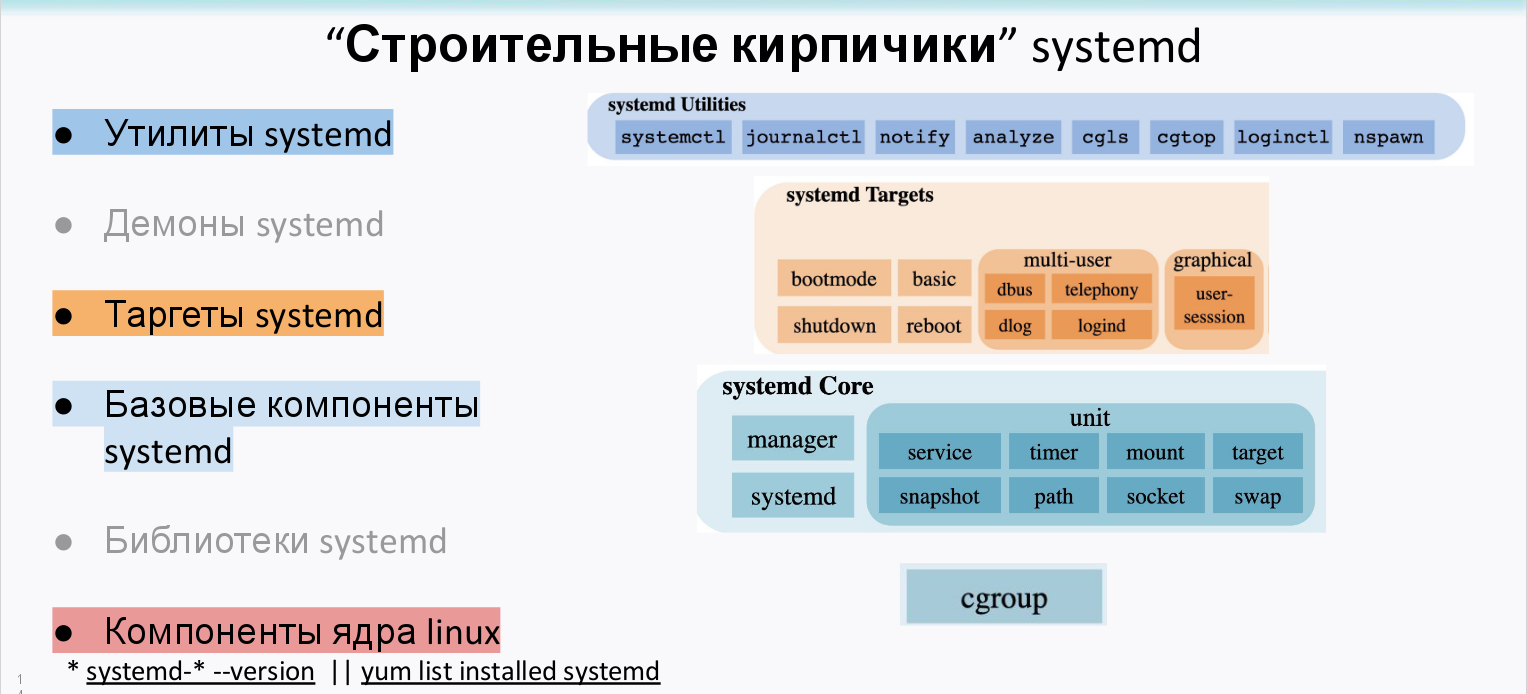 “Строительные кирпичики” systemd
● Утилиты systemd
● Демоны systemd
● Таргеты systemd
● Базовые компоненты
systemd
● Библиотеки systemd
● Компоненты ядра linux
* systemd-* --version || yum list installed systemd
systemd Utilities
systemctl journalctl notify analyze cgls cgtop loginctl nspawn
systemd Targets
bootmode basic
shutdown reboot
multi-user
dbus telephony
dlog logind
graphical
user-
sesssion
systemd Core
manager
systemd
unit
service timer mount target
snapshot path socket swap
cgroup
1